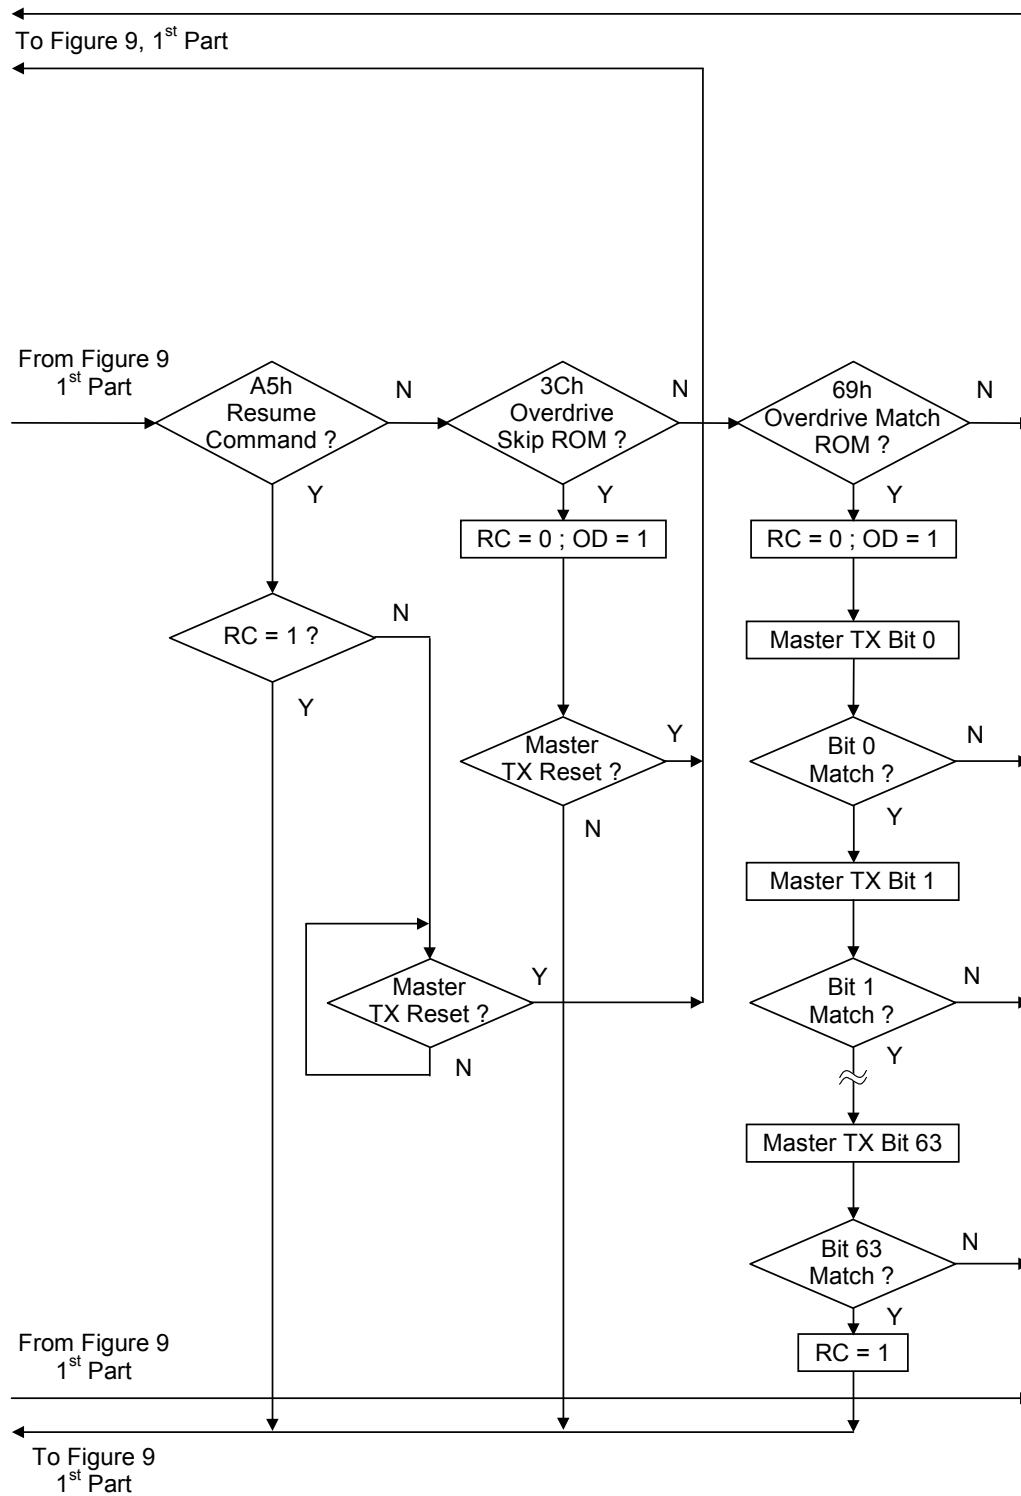 To Figure 9, 1st Part
From Figure 9
1st Part
A5h
Resume
Command ?
N
Y
3Ch
Overdrive
Skip ROM ?
N
Y
69h
Overdrive Match
ROM ?
N
Y
RC = 0 ; OD = 1
RC = 0 ; OD = 1
RC = 1 ?
N
Y
Master TX Bit 0
Master
TX Reset ?
Y
N
Bit 0
Match ?
N
Y
Master TX Bit 1
Master
TX Reset ?
Y
N
Bit 1
Match ?
N
Y
Master TX Bit 63
Bit 63
Match ?
N
Y
RC = 1
From Figure 9
1st Part
To Figure 9
1st Part